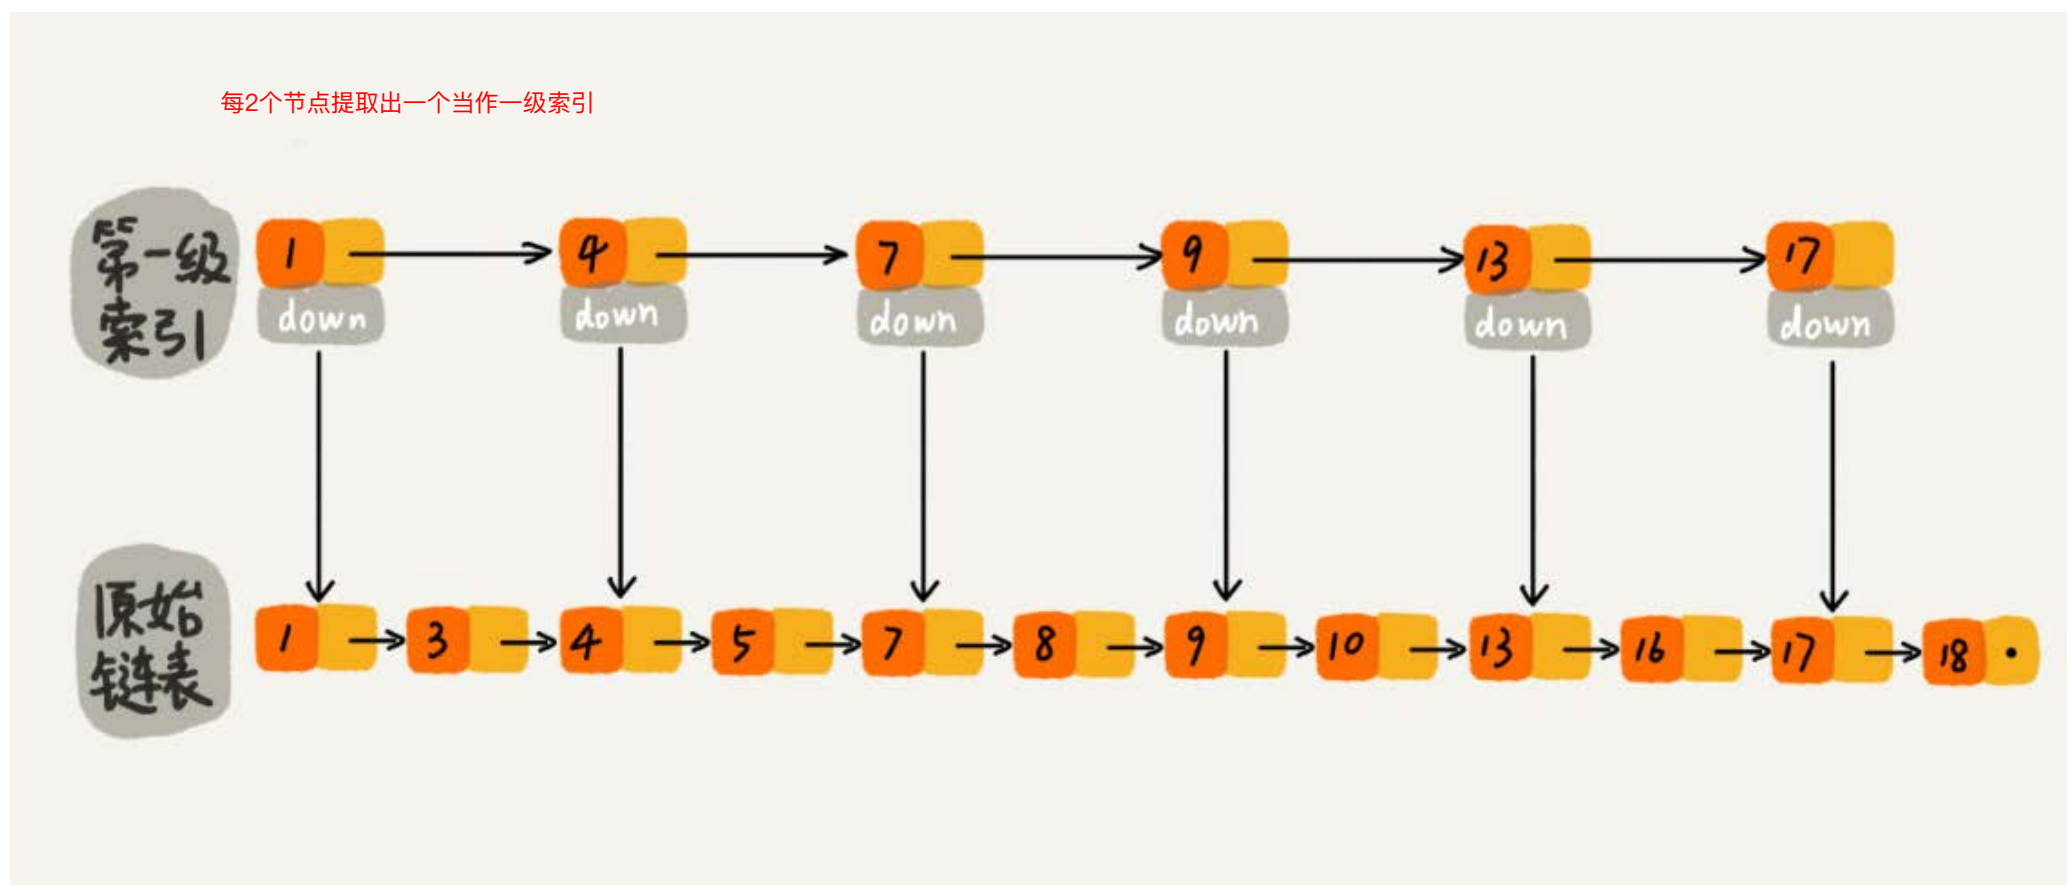 每2个节点提取出一个当作一级索引
第一级
索引
1 4 7 9 13 17
down down down down down down
原始
链表
1 3 4 5 7 8 9 10 13 16 17 18